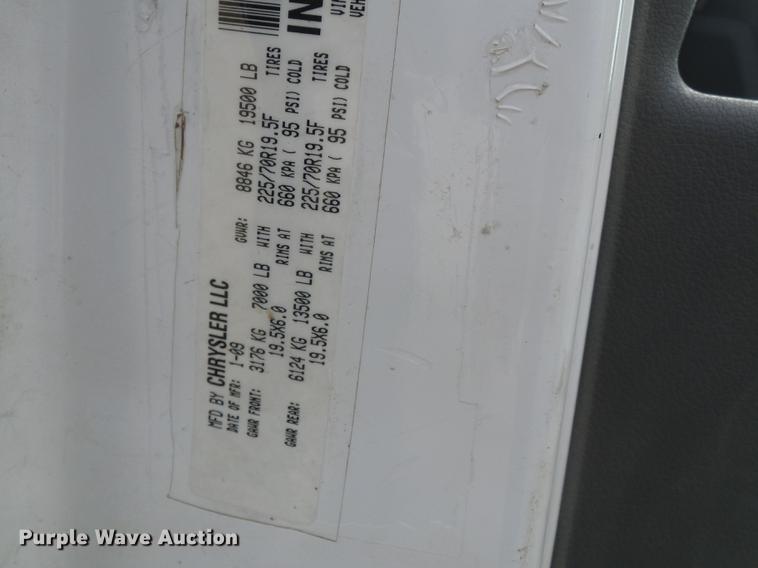 MFD BY CHRYSLER LLC
DATE OF MFR: 1-09 GVWR: 8846 KG 19500 LB
GAWR FRONT: 3176 KG 7000 LB WITH 225/70R19.5F TIRES
19.5X6.0 RIMS AT 660 KPA ( 95 PSI) COLD
GAWR REAR: 6124 KG 13500 LB WITH 225/70R19.5F TIRES
19.5X6.0 RIMS AT 660 KPA ( 95 PSI) COLD
Purple Wave Auction